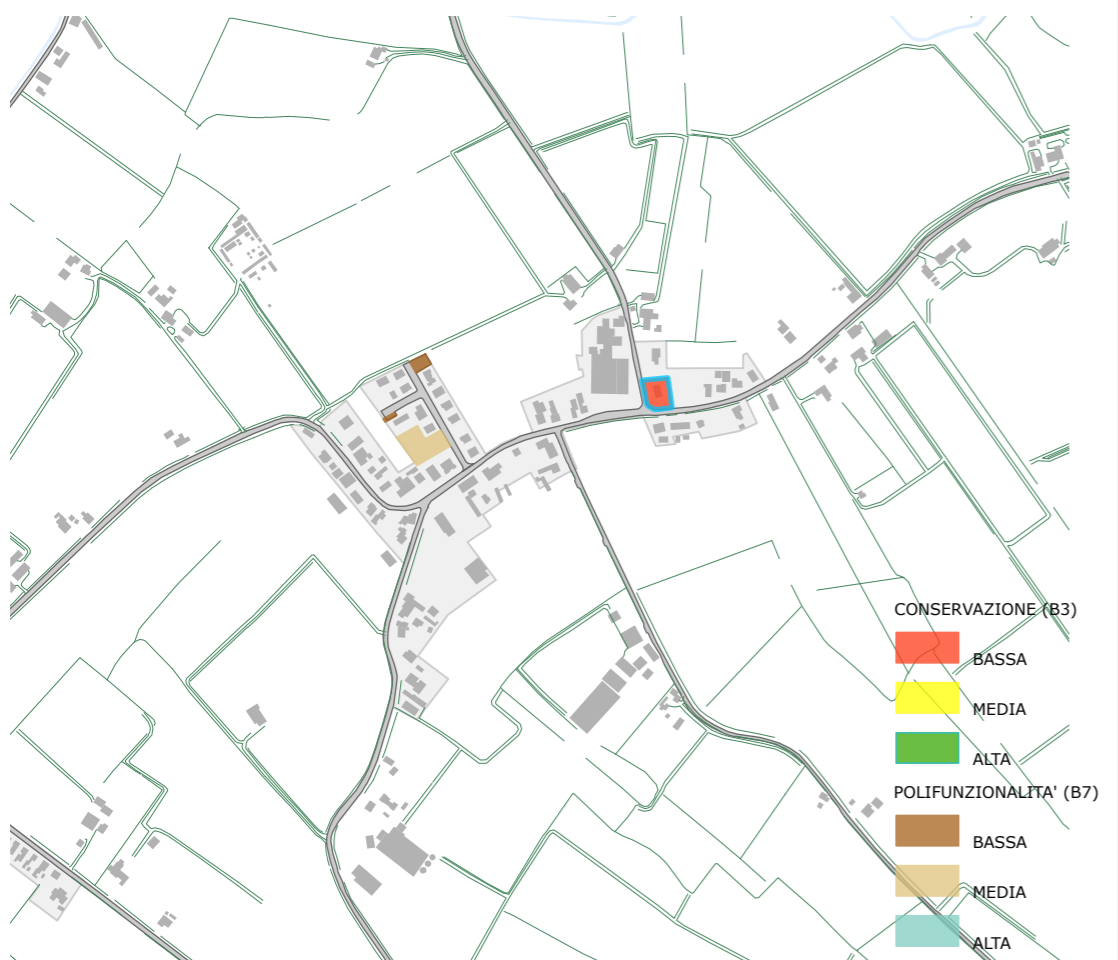 CONSERVAZIONE (B3)
BASSA
MEDIA
ALTA
POLIFUNZIONALITA' (B7)
BASSA
MEDIA
ALTA